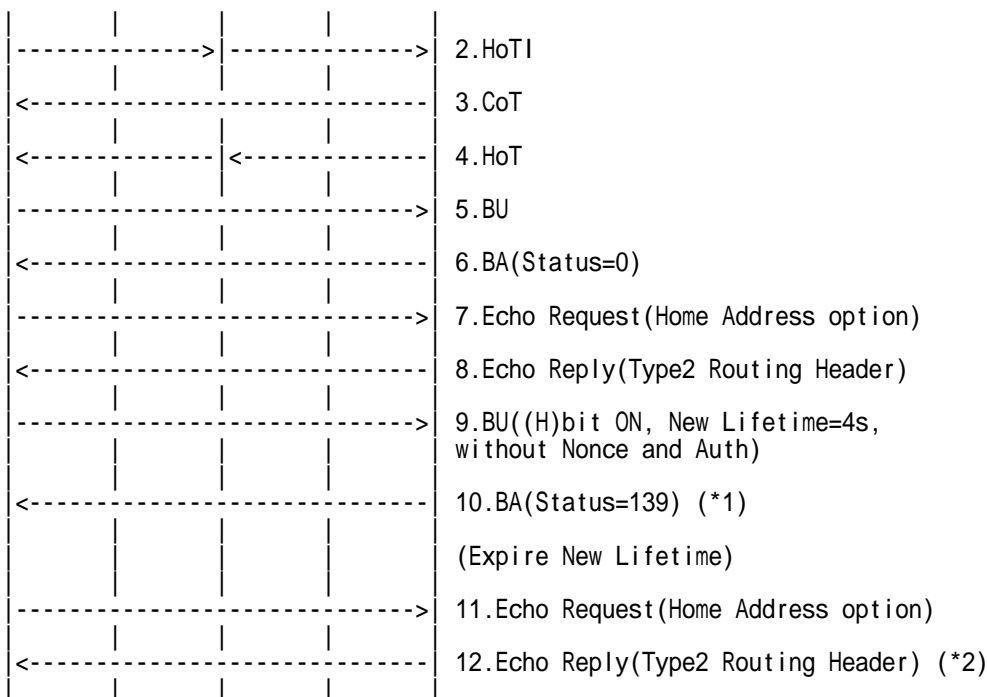 2.HoTI
3.CoT
4.HoT
5.BU
6.BA(Status=0)
7.Echo Request(Home Address option)
8.Echo Reply(Type2 Routing Header)
9.BU((H)bit ON, New Lifetime=4s,
without Nonce and Auth)
10.BA(Status=139) (*1)
(Expire New Lifetime)
11.Echo Request(Home Address option)
12.Echo Reply(Type2 Routing Header) (*2)